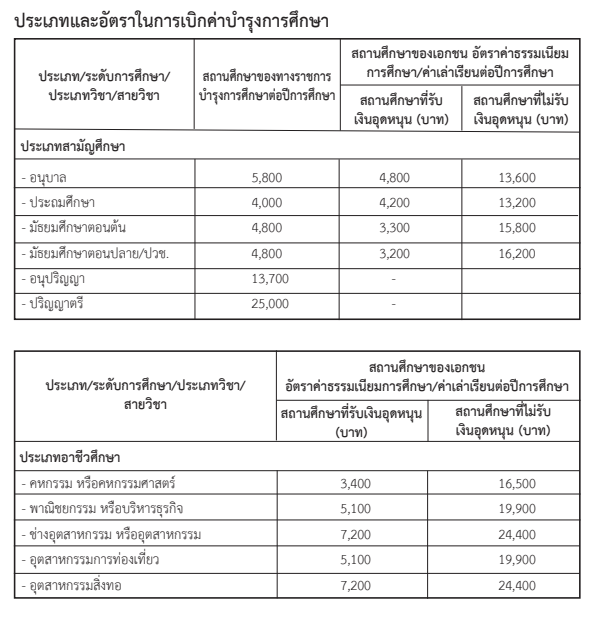 ประเภทและอัตราในการเบิกค่าบำรุงการศึกษา
ประเภท/ระดับการศึกษา/
ประเภทวิชา/สายวิชา
สถานศึกษาของทางราชการ
บำรุงการศึกษาต่อปีการศึกษา
สถานศึกษาของเอกชน อัตราค่าธรรมเนียม
การศึกษา/ค่าเล่าเรียนต่อปีการศึกษา
สถานศึกษาที่รับ
เงินอุดหนุน (บาท)
สถานศึกษาที่ไม่รับ
เงินอุดหนุน (บาท)
ประเภทสามัญศึกษา
- อนุบาล 5,800 4,800 13,600
- ประถมศึกษา 4,000 4,200 13,200
- มัธยมศึกษาตอนต้น 4,800 3,300 15,800
- มัธยมศึกษาตอนปลาย/ปวช. 4,800 3,200 16,200
- อนุปริญญา 13,700 -
- ปริญญาตรี 25,000 -
ประเภท/ระดับการศึกษา/ประเภทวิชา/
สายวิชา
สถานศึกษาของเอกชน
อัตราค่าธรรมเนียมการศึกษา/ค่าเล่าเรียนต่อปีการศึกษา
สถานศึกษาที่รับเงินอุดหนุน
(บาท)
สถานศึกษาที่ไม่รับ
เงินอุดหนุน (บาท)
ประเภทอาชีวศึกษา
- คหกรรม หรือคหกรรมศาสตร์ 3,400 16,500
- พาณิชยกรรม หรือบริหารธุรกิจ 5,100 19,900
- ช่างอุตสาหกรรม หรืออุตสาหกรรม 7,200 24,400
- อุตสาหกรรมการท่องเที่ยว 5,100 19,900
- อุตสาหกรรมสิ่งทอ 7,200 24,400